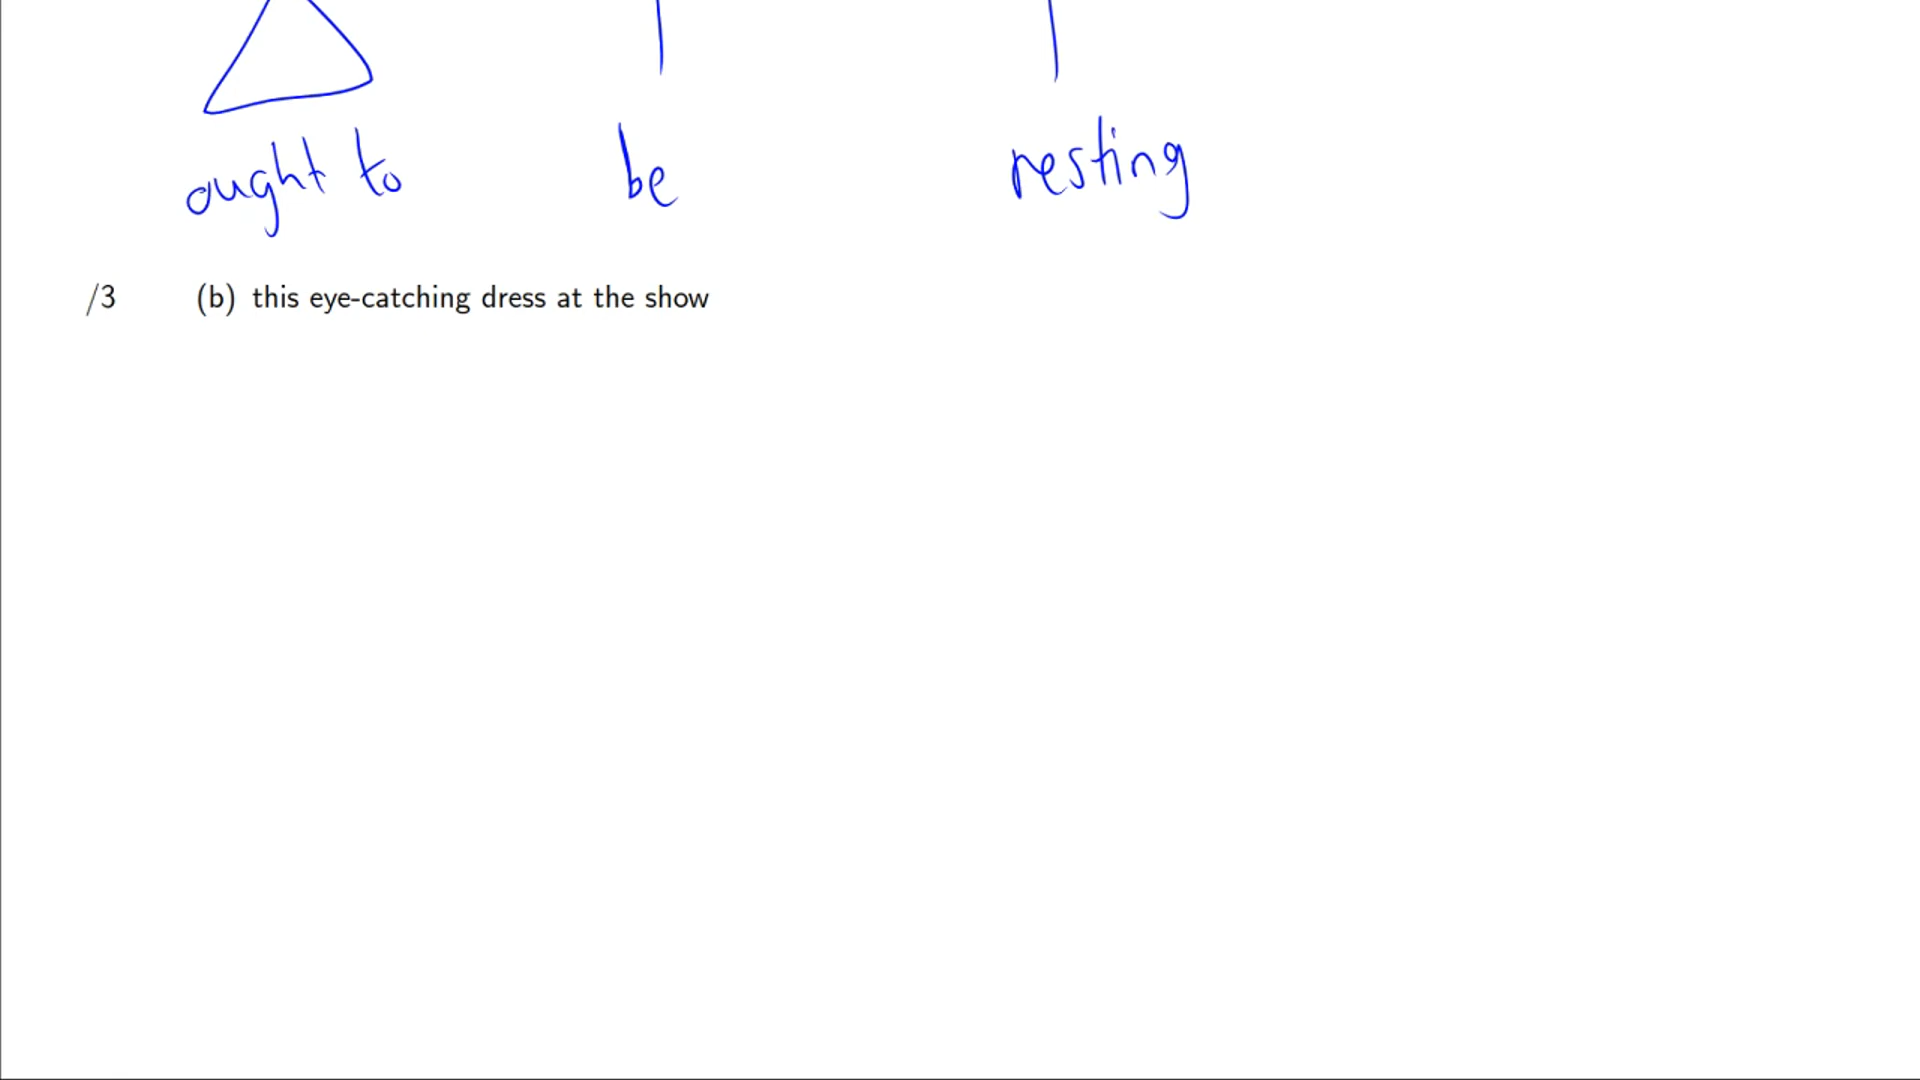 ought to be resting
/3 (b) this eye-catching dress at the show